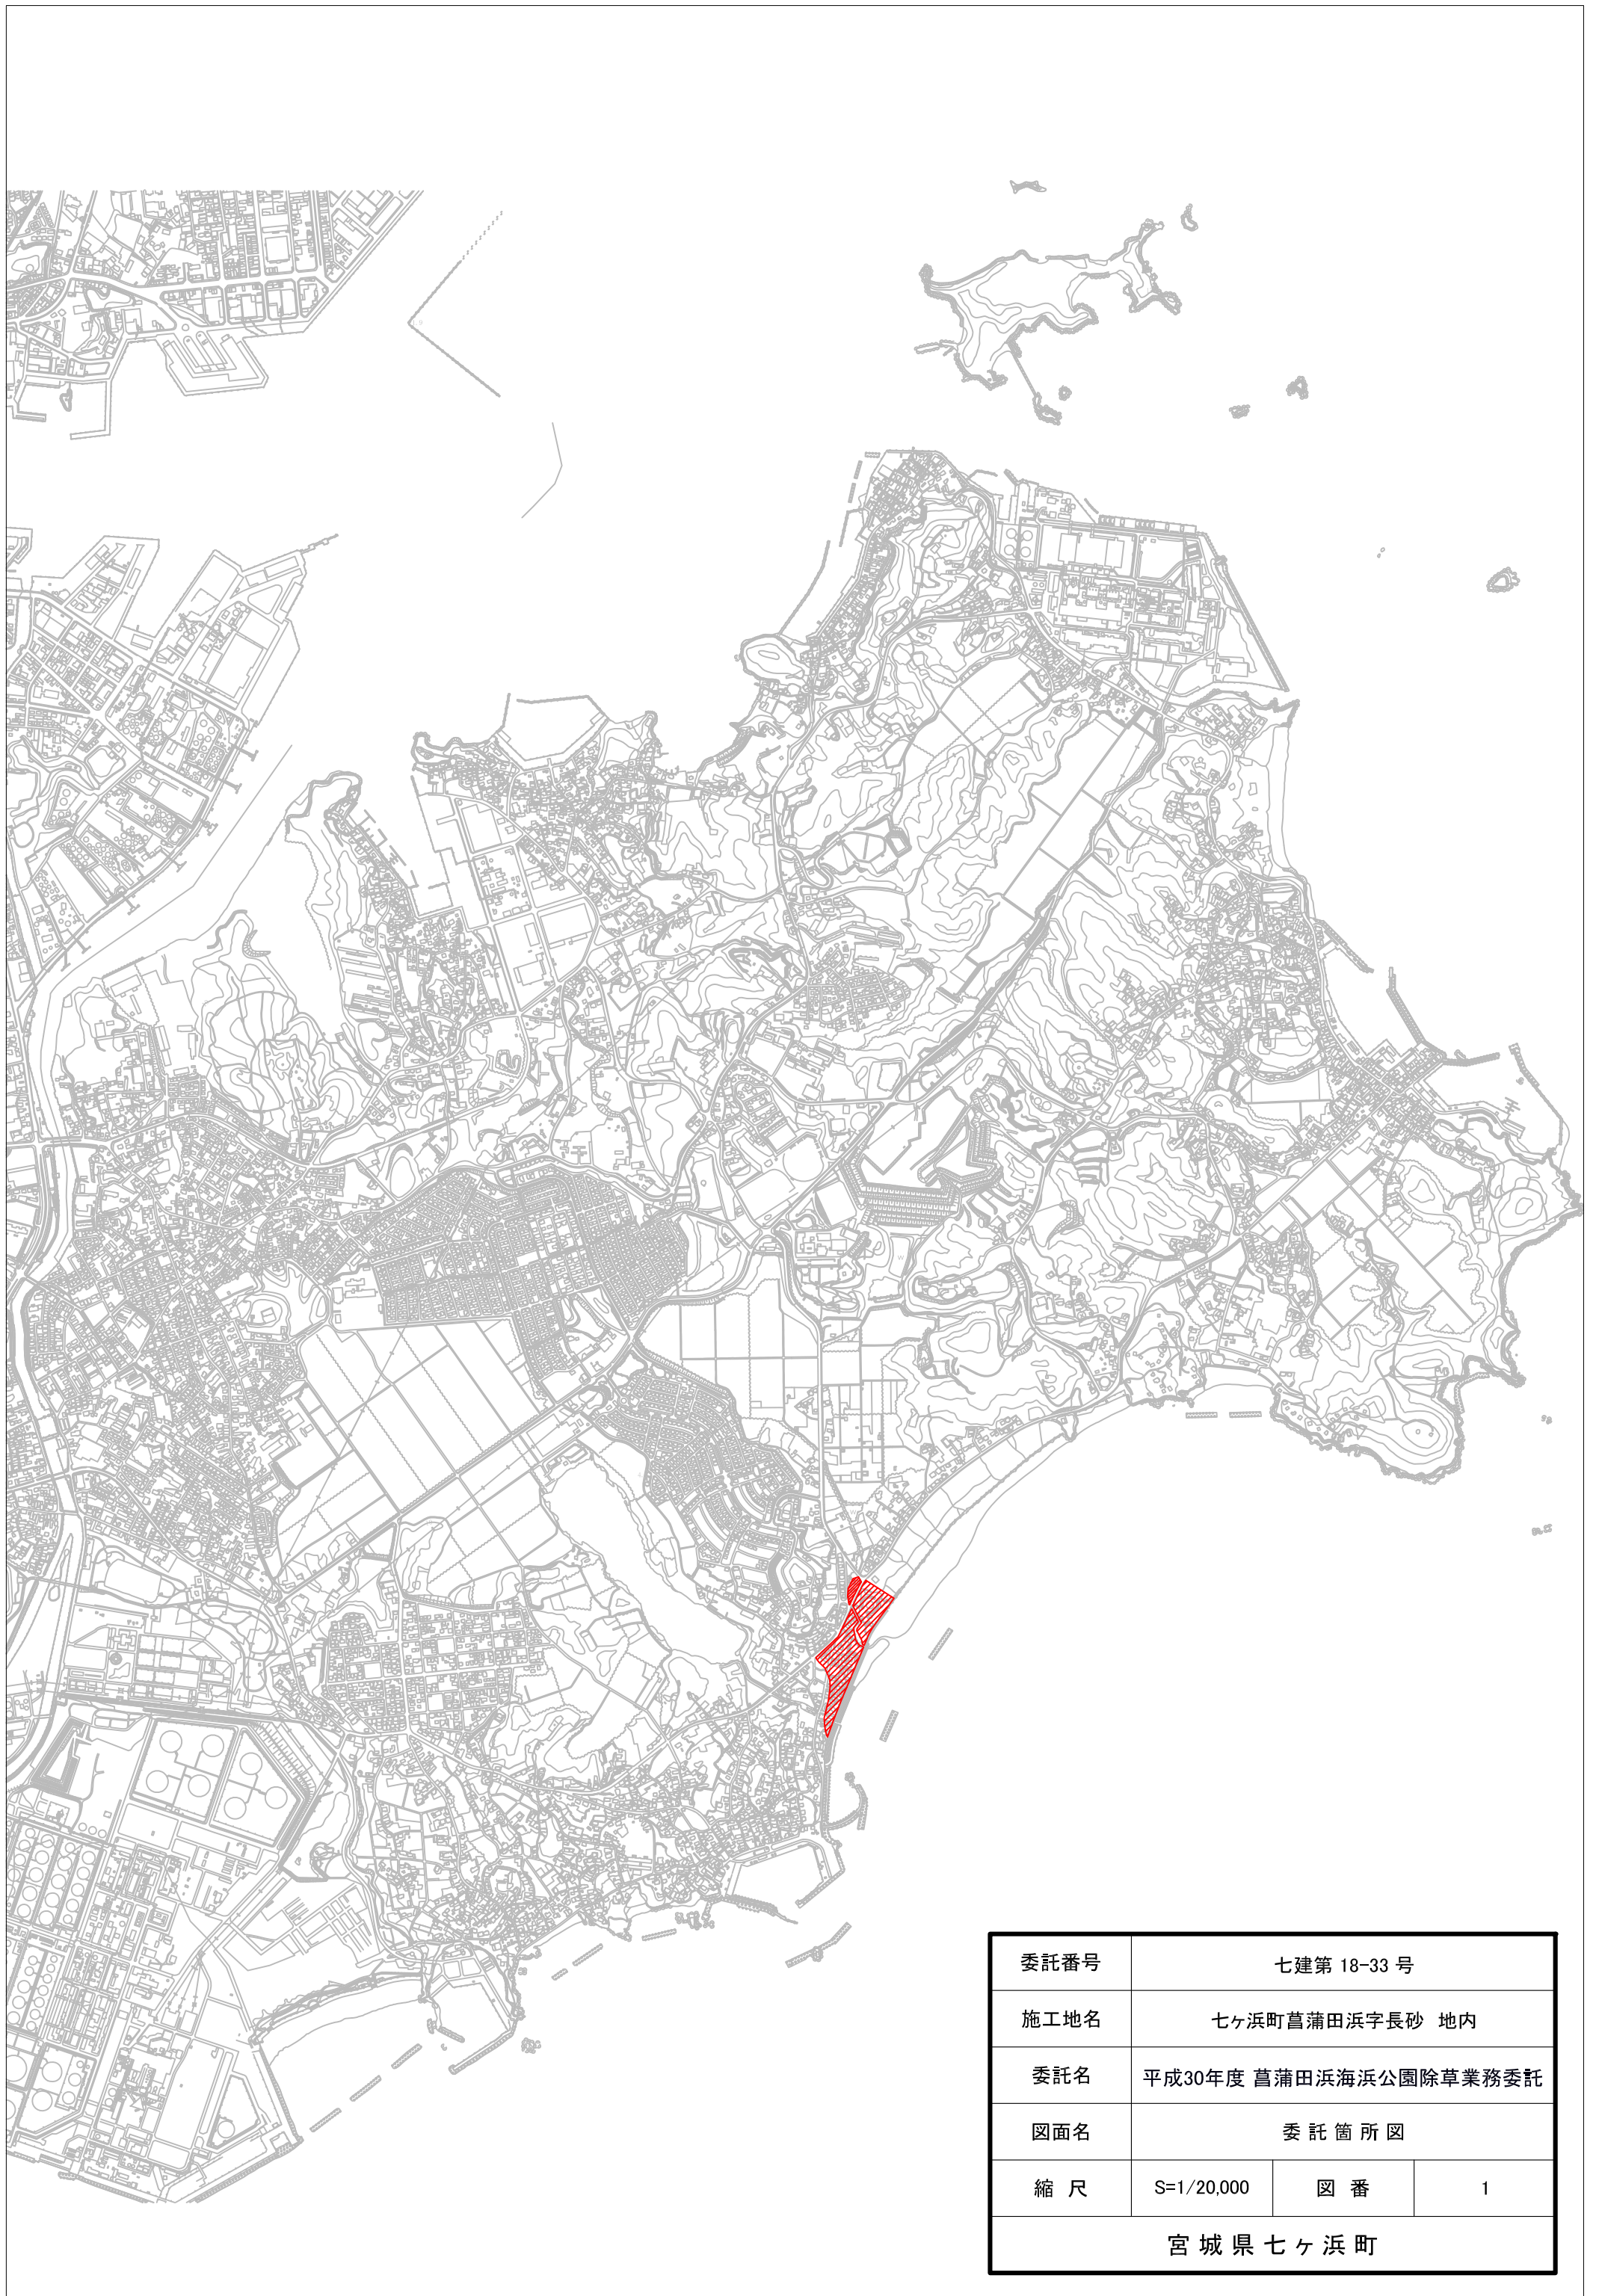 委託番号 七建第 18-33 号
施工地名 七ヶ浜町菖蒲田浜字長砂 地内
委託名 平成30年度 菖蒲田浜海浜公園除草業務委託
図面名 委託箇所図
縮尺 S=1/20,000 図番 1
宮城県七ヶ浜町